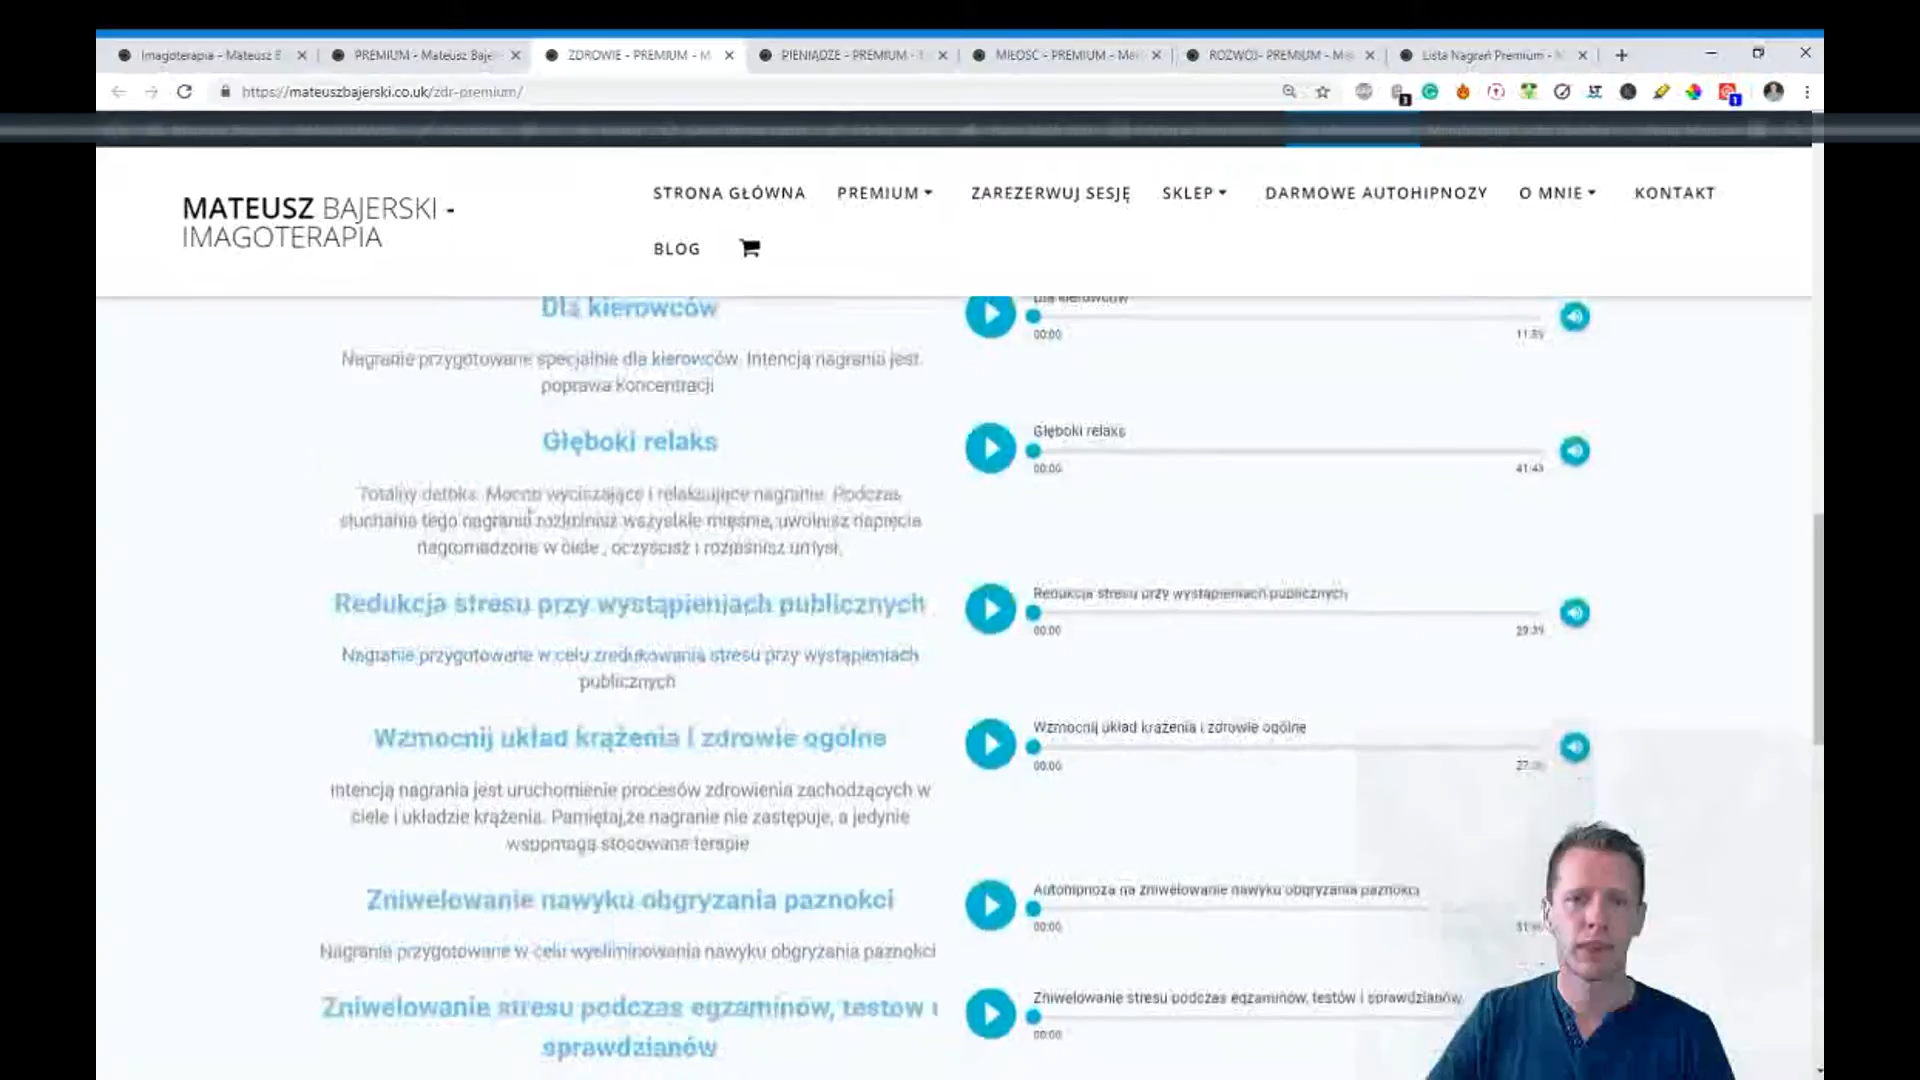 Imagoterapia - Mateusz B
PREMIUM - Mateusz Baje
ZDROWIE - PREMIUM - M
PIENIĄDZE - PREMIUM -
MIŁOŚĆ - PREMIUM - Mat
ROZWÓJ- PREMIUM - Ma
Lista Nagrań Premium -
https://mateuszbajerski.co.uk/zdr-premium/
MATEUSZ BAJERSKI -
IMAGOTERAPIA
STRONA GŁÓWNA
PREMIUM
ZAREZERWUJ SESJĘ
SKLEP
DARMOWE AUTOHIPNOZY
O MNIE
KONTAKT
BLOG
Dla kierowców
Dla kierowców
00:00
Nagranie przygotowane specjalnie dla kierowców. Intencją nagrania jest
poprawa koncentracji
Głęboki relaks
Głęboki relaks
00:00 41:43
Totalny detoks. Mocno wyciszające i relaksujące nagranie. Podczas
słuchania tego nagrania rozluźnisz wszystkie mięśnie, uwolnisz napięcia
nagromadzone w ciele , oczyścisz i rozjaśnisz umysł.
Redukcja stresu przy wystąpieniach publicznych
Redukcja stresu przy wystąpieniach publicznych
00:00 29:39
Nagranie przygotowane w celu zredukowania stresu przy wystąpieniach
publicznych
Wzmocnij układ krążenia i zdrowie ogólne
Wzmocnij układ krążenia i zdrowie ogólne
00:00
Intencją nagrania jest uruchomienie procesów zdrowienia zachodzących w
ciele i układzie krążenia. Pamiętaj,że nagranie nie zastępuje, a jedynie
wspomaga stosowane terapie
Zniwelowanie nawyku obgryzania paznokci
Autohipnoza na zniwelowanie nawyku obgryzania paznokci
00:00
Nagranie przygotowane w celu wyeliminowania nawyku obgryzania paznokci
Zniwelowanie stresu podczas egzaminów, testów i
sprawdzianów
Zniwelowanie stresu podczas egzaminów, testów i sprawdzianów
00:00